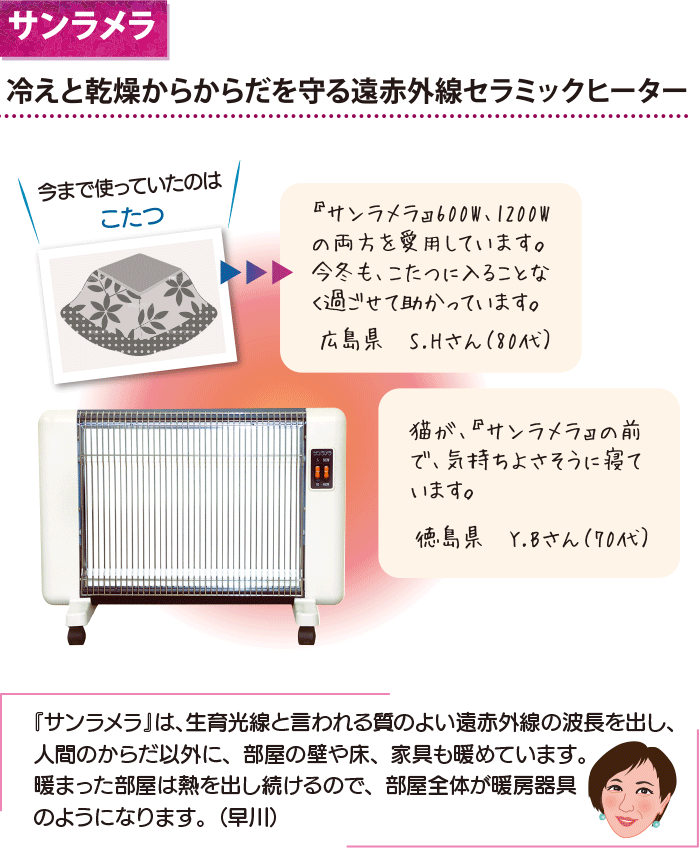 サンラメラ
冷えと乾燥からからだを守る遠赤外線セラミックヒーター
今まで使っていたのは
こたつ
『サンラメラ』600W、1200W
の両方を愛用しています。
今冬も、こたつに入ることな
く過ごせて助かっています。
広島県 S.Hさん(80代)
猫が、『サンラメラ』の前
で、気持ちよさそうに寝て
います。
徳島県 Y.Bさん(70代)
サンラメラ
『サンラメラ』は、生育光線と言われる質のよい遠赤外線の波長を出し、
人間のからだ以外に、部屋の壁や床、家具も暖めています。
暖まった部屋は熱を出し続けるので、部屋全体が暖房器具
のようになります。（早川）